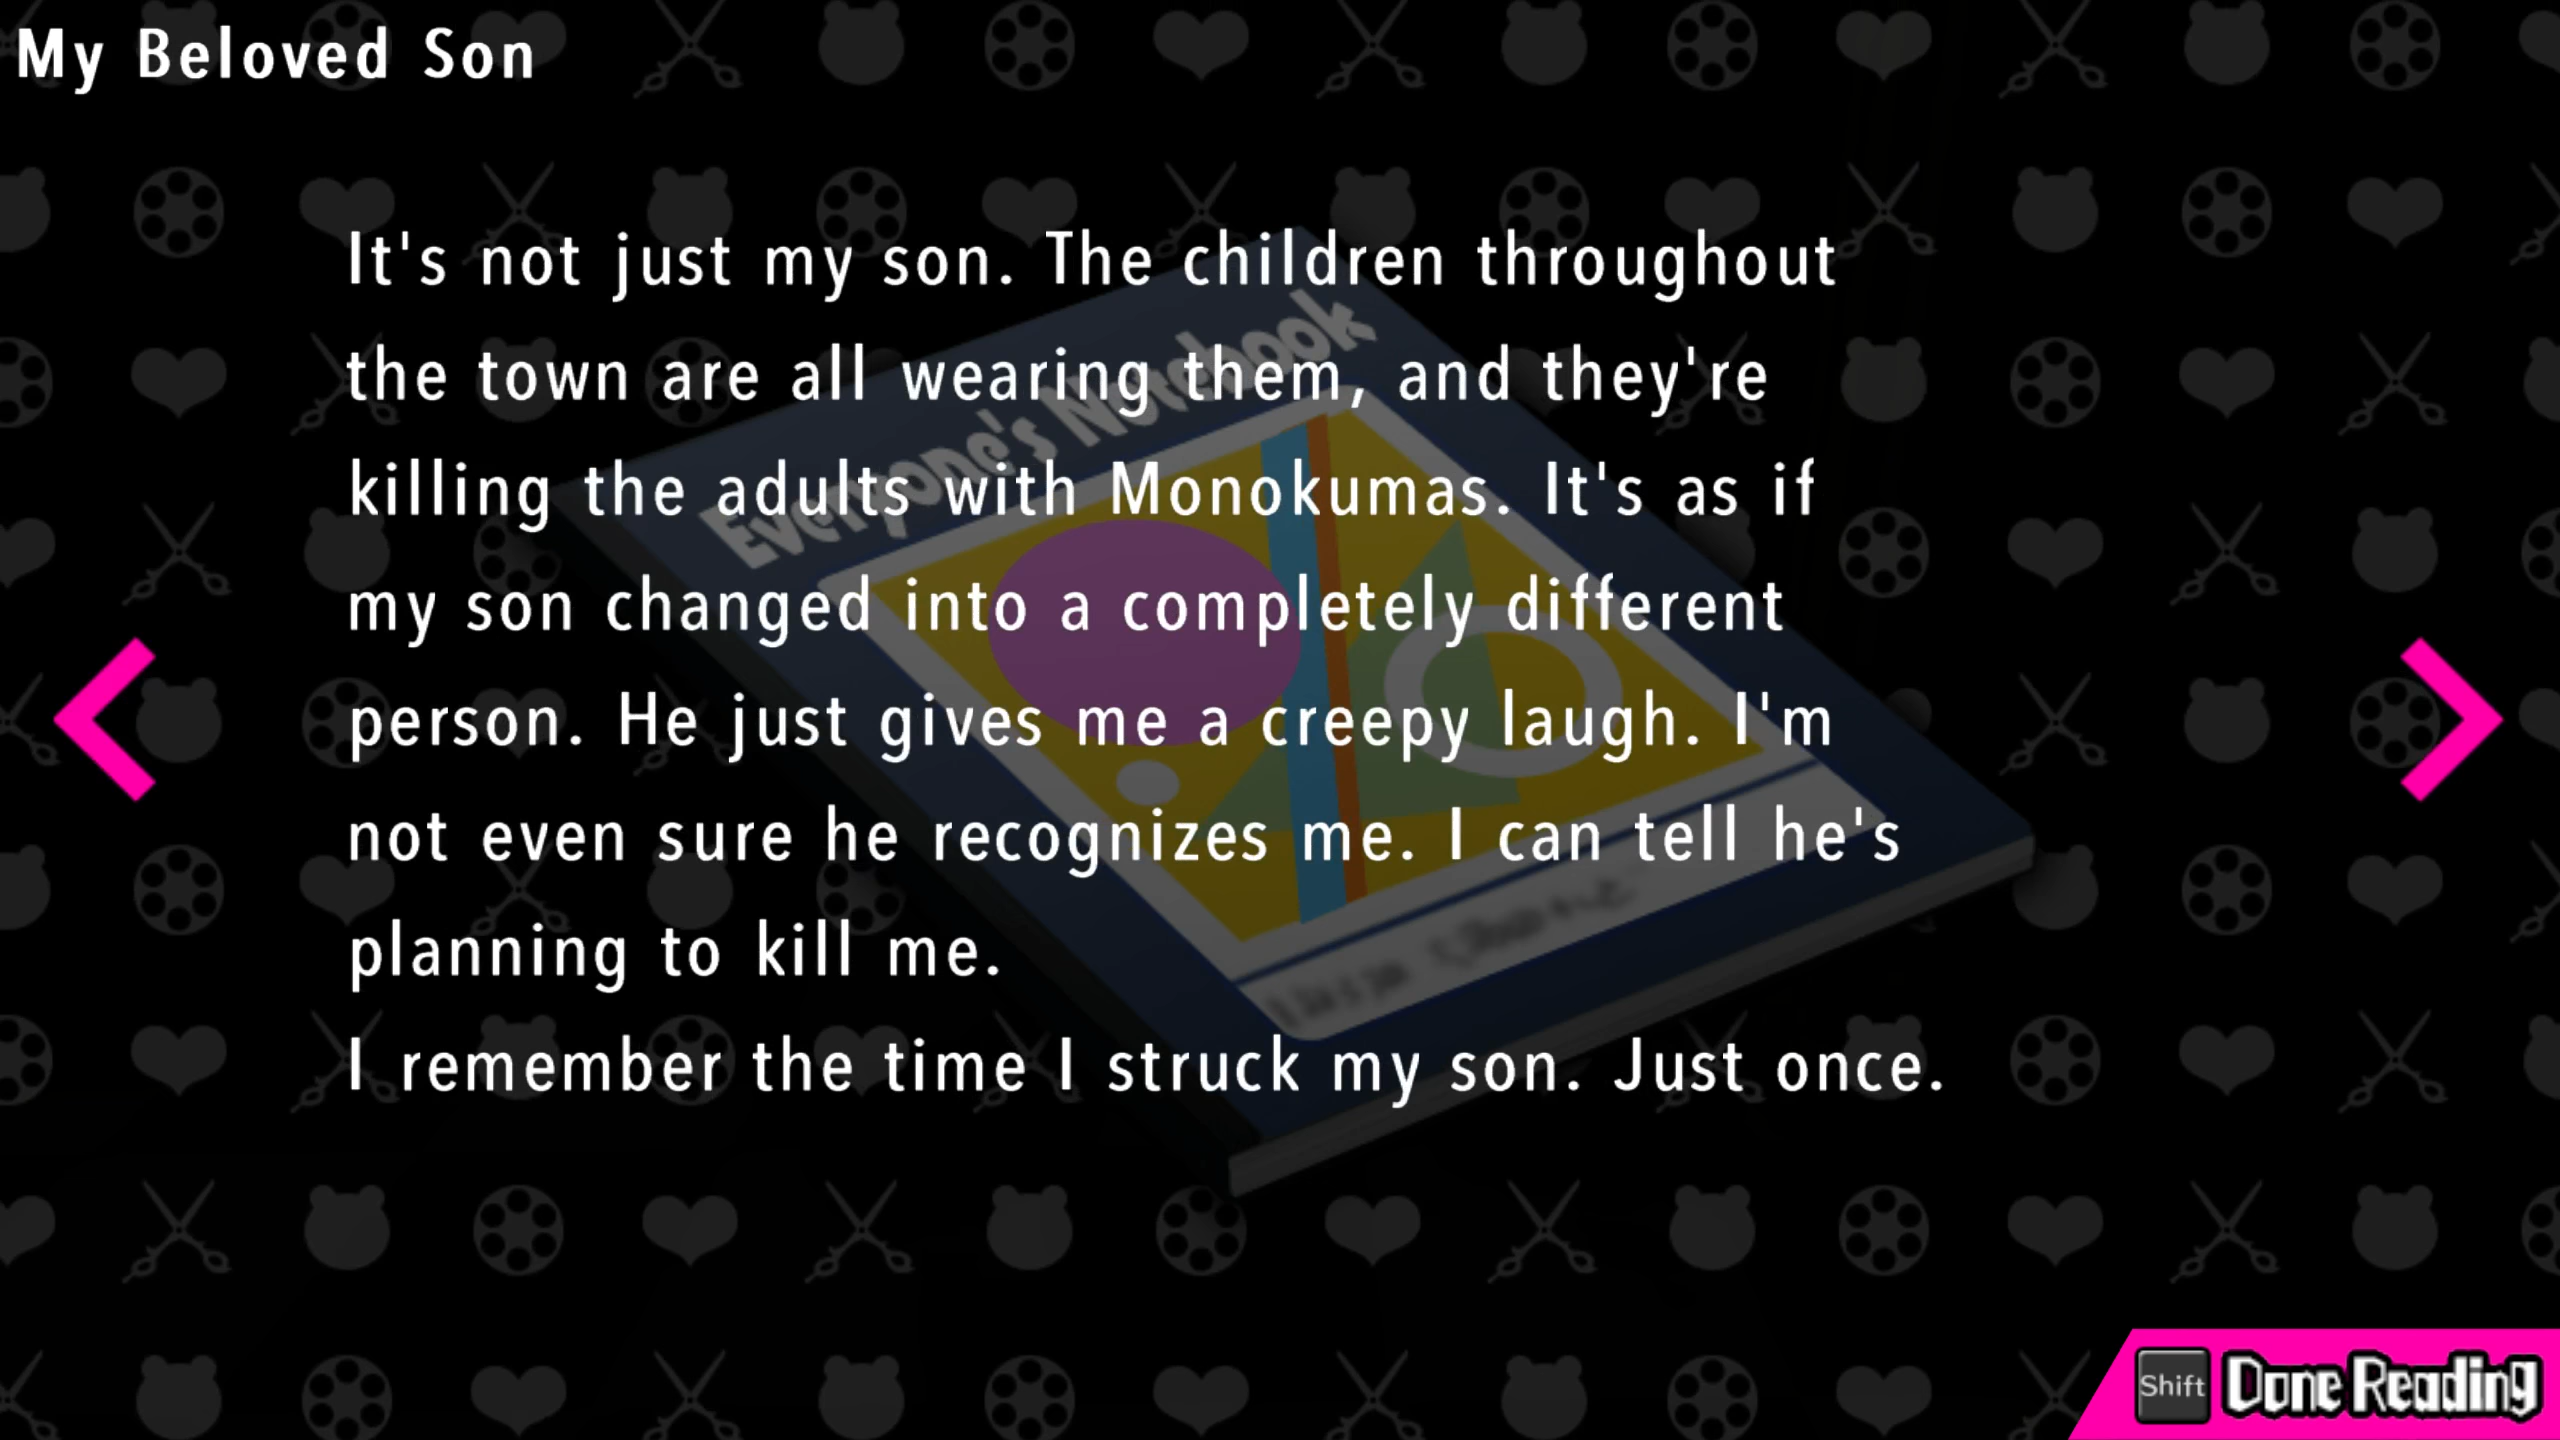 My Beloved Son
Everyone's Notebook
It's not just my son. The children throughout
the town are all wearing them, and they're
killing the adults with Monokumas. It's as if
my son changed into a completely different
person. He just gives me a creepy laugh. I'm
not even sure he recognizes me. I can tell he's
planning to kill me.
I remember the time I struck my son. Just once.
Shift Done Reading